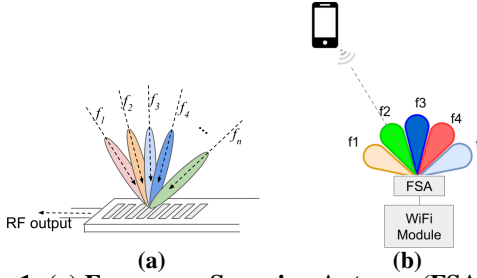 f1 f2 f3 f4 ... fn
RF output
(a)
f1 f2 f3 f4
FSA
WiFi
Module
(b)